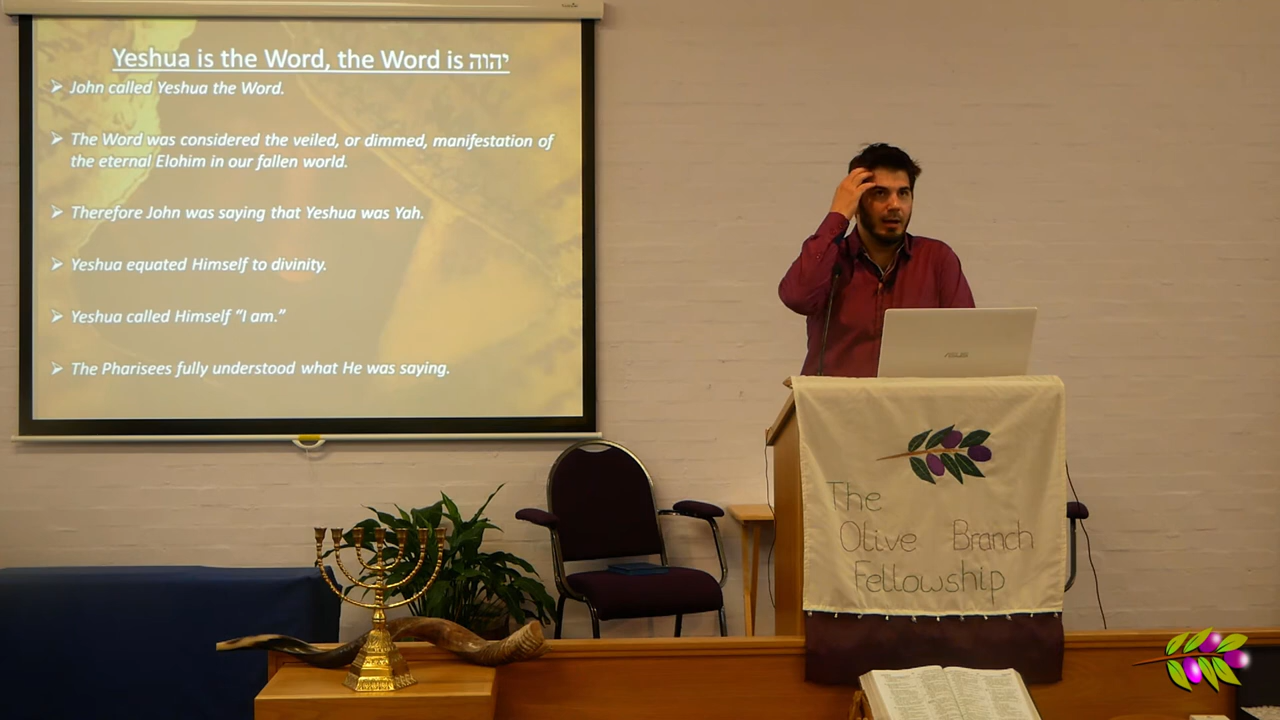 Yeshua is the Word, the Word is יהוה
➢ John called Yeshua the Word.
➢ The Word was considered the veiled, or dimmed, manifestation of
the eternal Elohim in our fallen world.
➢ Therefore John was saying that Yeshua was Yah.
➢ Yeshua equated Himself to divinity.
➢ Yeshua called Himself “I am.”
➢ The Pharisees fully understood what He was saying.
ASUS
The
Olive Branch
Fellowship